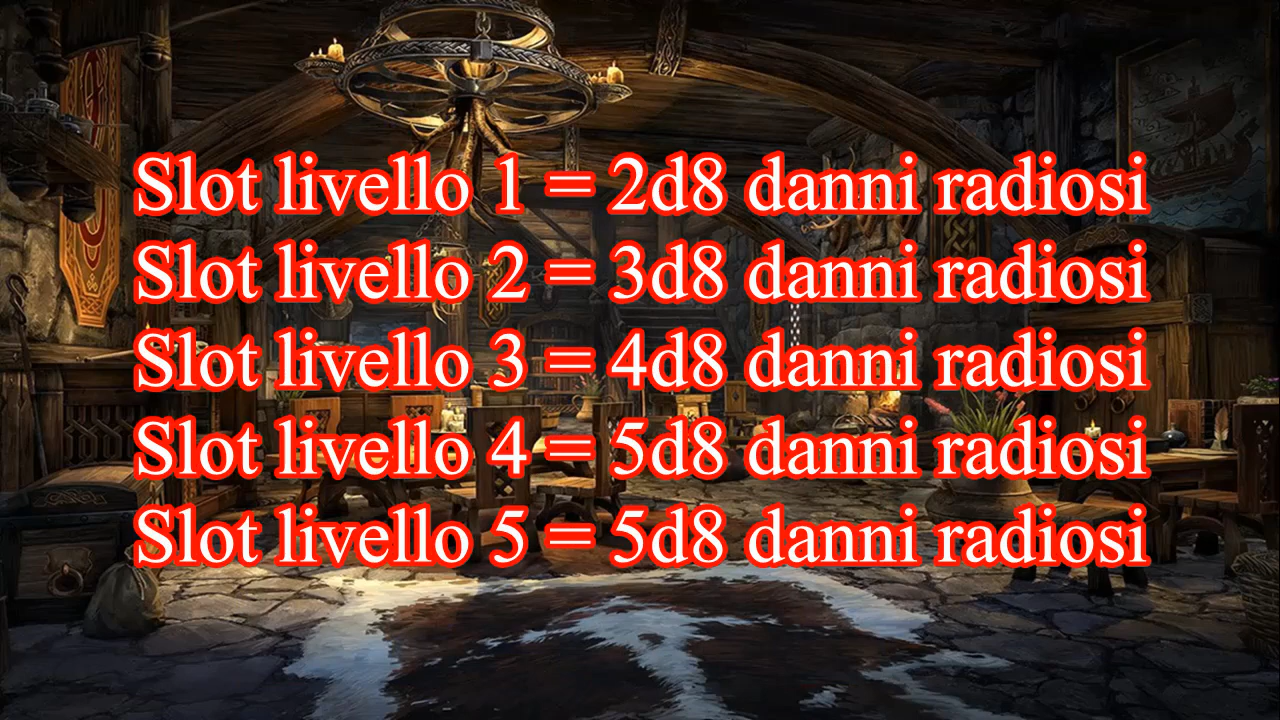 Slot livello 1 = 2d8 danni radiosi
Slot livello 2 = 3d8 danni radiosi
Slot livello 3 = 4d8 danni radiosi
Slot livello 4 = 5d8 danni radiosi
Slot livello 5 = 5d8 danni radiosi